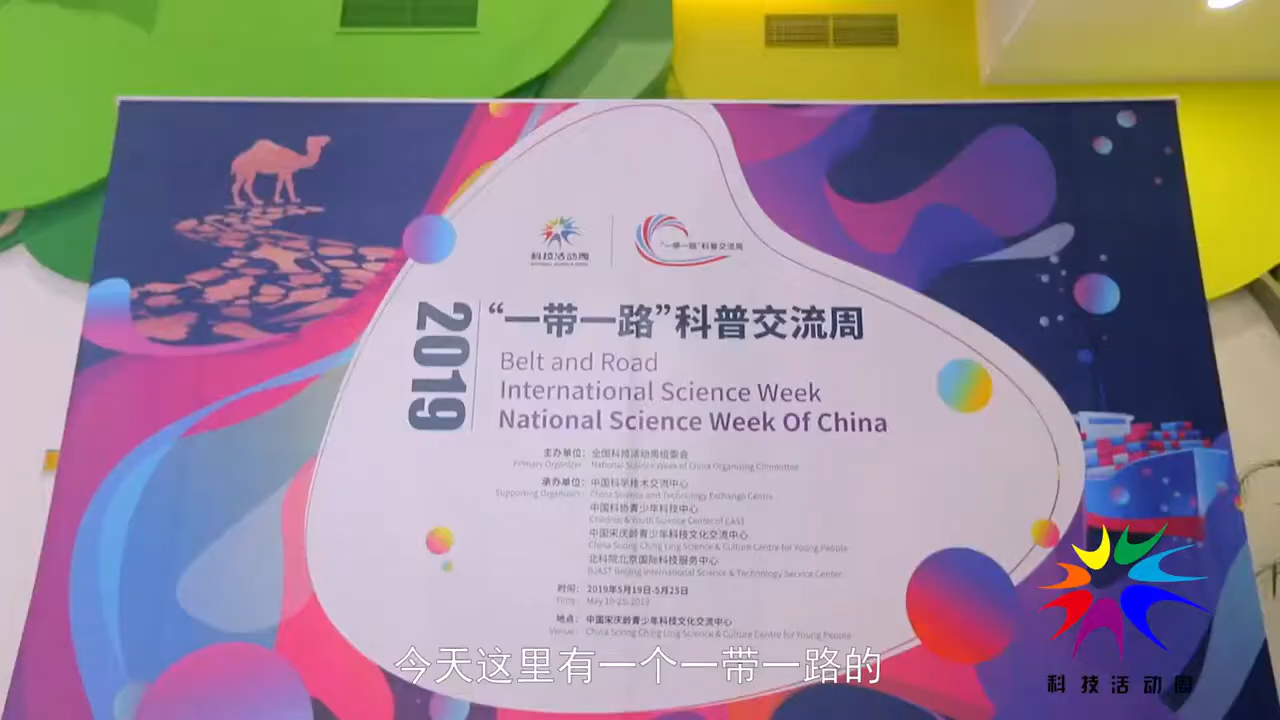 科技活动周
"一带一路"科普交流周
2019
"一带一路"科普交流周
Belt and Road
International Science Week
National Science Week Of China
主办单位：全国科技活动周组委会
Primary Organizer: National Science Week of China Organizing Committee
承办单位：中国科学技术交流中心
Supporting Organizers: China Science and Technology Exchange Centre
中国科协青少年科技中心
Children & Youth Science Center of CAST
中国宋庆龄青少年科技文化交流中心
China Soong Ching Ling Science & Culture Centre for Young People
北科院北京国际科技服务中心
BJAST Beijing International Science & Technology Service Center
时间：2019年5月19日-5月25日
Time: May 19-25, 2019
地点：中国宋庆龄青少年科技文化交流中心
Venue: China Soong Ching Ling Science & Culture Centre for Young People
今天这里有一个一带一路的
科技活动周